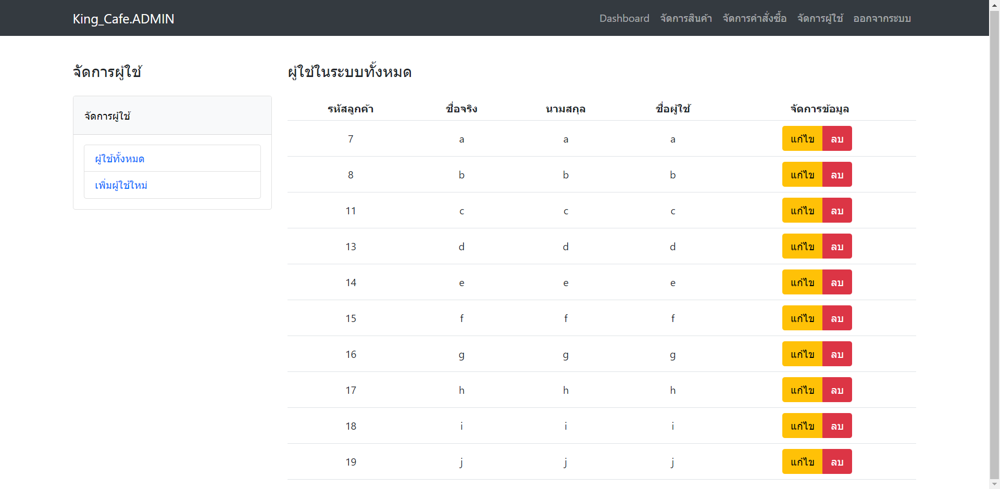 King_Cafe.ADMIN
Dashboard จัดการสินค้า จัดการคำสั่งซื้อ จัดการผู้ใช้ ออกจากระบบ
จัดการผู้ใช้
จัดการผู้ใช้
ผู้ใช้ทั้งหมด
เพิ่มผู้ใช้ใหม่
ผู้ใช้ในระบบทั้งหมด
รหัสลูกค้า ชื่อจริง นามสกุล ชื่อผู้ใช้ จัดการข้อมูล
7 a a a แก้ไข ลบ
8 b b b แก้ไข ลบ
11 c c c แก้ไข ลบ
13 d d d แก้ไข ลบ
14 e e e แก้ไข ลบ
15 f f f แก้ไข ลบ
16 g g g แก้ไข ลบ
17 h h h แก้ไข ลบ
18 i i i แก้ไข ลบ
19 j j j แก้ไข ลบ